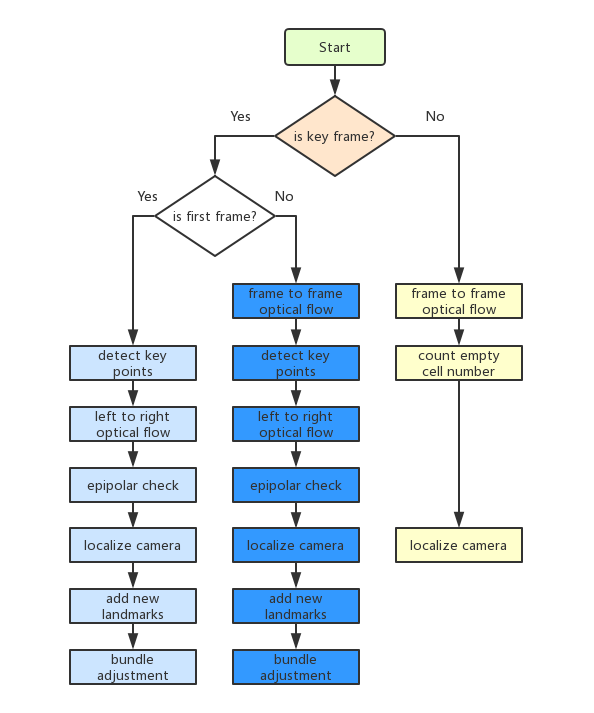 Start
is key frame?
Yes
No
is first frame?
Yes
No
detect key
points
left to right
optical flow
epipolar check
localize camera
add new
landmarks
bundle
adjustment
frame to frame
optical flow
detect key
points
left to right
optical flow
epipolar check
localize camera
add new
landmarks
bundle
adjustment
frame to frame
optical flow
count empty
cell number
localize camera